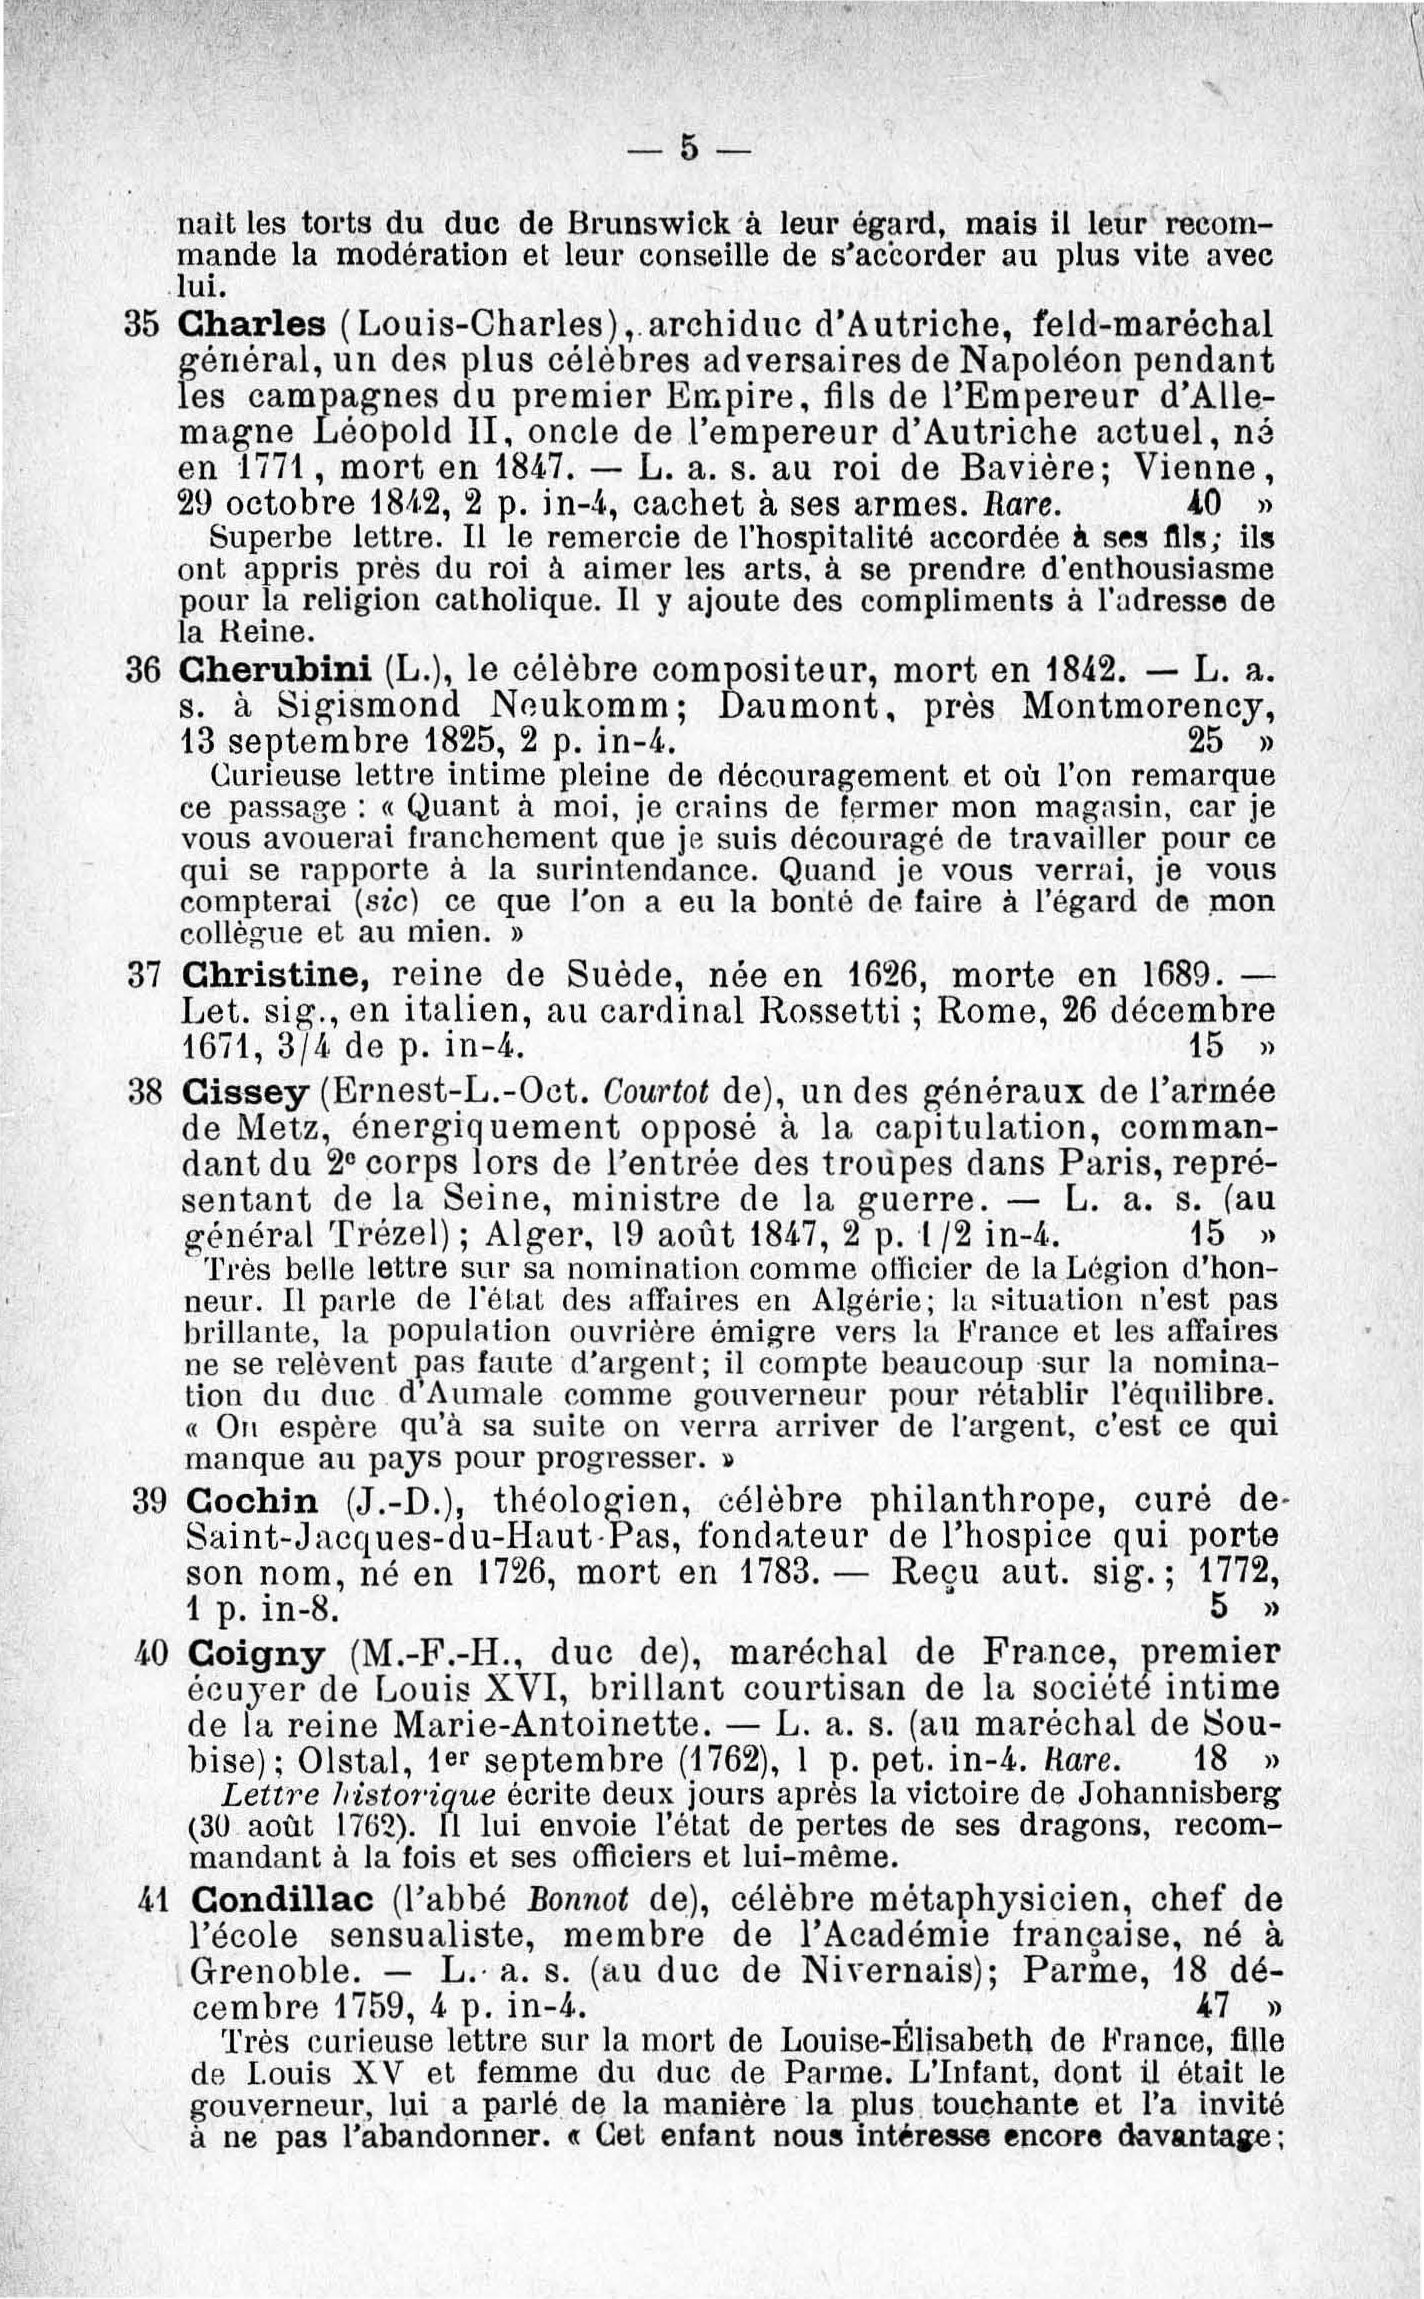 — 5 —
nait les torts du duc de Brunswick à leur égard, mais il leur recom-
mande la modération et leur conseille de s'accorder au plus vite avec
lui.
35 Charles (Louis-Charles), archiduc d'Autriche, feld-maréchal
général, un des plus célèbres adversaires de Napoléon pendant
les campagnes du premier Empire, fils de l'Empereur d'Alle-
magne Léopold II, oncle de l'empereur d'Autriche actuel, né
en 1771, mort en 1847. — L. a. s. au roi de Bavière; Vienne,
29 octobre 1842, 2 p. in-4, cachet à ses armes. Rare. 40 »
Superbe lettre. Il le remercie de l'hospitalité accordée à ses fils; ils
ont appris près du roi à aimer les arts, à se prendre d'enthousiasme
pour la religion catholique. Il y ajoute des compliments à l'adresse de
la Reine.
36 Cherubini (L.), le célèbre compositeur, mort en 1842. — L. a.
s. à Sigismond Neukomm; Daumont, près Montmorency,
13 septembre 1825, 2 p. in-4. 25 »
Curieuse lettre intime pleine de découragement et où l'on remarque
ce passage : « Quant à moi, je crains de fermer mon magasin, car je
vous avouerai franchement que je suis découragé de travailler pour ce
qui se rapporte à la surintendance. Quand je vous verrai, je vous
compterai (sic) ce que l'on a eu la bonté de faire à l'égard de mon
collègue et au mien. »
37 Christine, reine de Suède, née en 1626, morte en 1689. —
Let. sig., en italien, au cardinal Rossetti ; Rome, 26 décembre
1671, 3/4 de p. in-4. 15 »
38 Cissey (Ernest-L.-Oct. Courtot de), un des généraux de l'armée
de Metz, énergiquement opposé à la capitulation, comman-
dant du 2e corps lors de l'entrée des troupes dans Paris, repré-
sentant de la Seine, ministre de la guerre. — L. a. s. (au
général Trézel) ; Alger, 19 août 1847, 2 p. 1/2 in-4. 15 »
Très belle lettre sur sa nomination comme officier de la Légion d'hon-
neur. Il parle de l'état des affaires en Algérie; la situation n'est pas
brillante, la population ouvrière émigre vers la France et les affaires
ne se relèvent pas faute d'argent; il compte beaucoup sur la nomina-
tion du duc d'Aumale comme gouverneur pour rétablir l'équilibre.
« On espère qu'à sa suite on verra arriver de l'argent, c'est ce qui
manque au pays pour progresser. »
39 Cochin (J.-D.), théologien, célèbre philanthrope, curé de-
Saint-Jacques-du-Haut-Pas, fondateur de l'hospice qui porte
son nom, né en 1726, mort en 1783. — Reçu aut. sig. ; 1772,
1 p. in-8. 5 »
40 Coigny (M.-F.-H., duc de), maréchal de France, premier
écuyer de Louis XVI, brillant courtisan de la société intime
de la reine Marie-Antoinette. — L. a. s. (au maréchal de Sou-
bise) ; Olstal, 1er septembre (1762), 1 p. pet. in-4. Rare. 18 »
Lettre historique écrite deux jours après la victoire de Johannisberg
(30 août 1762). Il lui envoie l'état de pertes de ses dragons, recom-
mandant à la fois et ses officiers et lui-même.
41 Condillac (l'abbé Bonnot de), célèbre métaphysicien, chef de
l'école sensualiste, membre de l'Académie française, né à
Grenoble. — L. a. s. (au duc de Nivernais); Parme, 18 dé-
cembre 1759, 4 p. in-4. 47 »
Très curieuse lettre sur la mort de Louise-Élisabeth de France, fille
de Louis XV et femme du duc de Parme. L'Infant, dont il était le
gouverneur, lui a parlé de la manière la plus touchante et l'a invité
à ne pas l'abandonner. « Cet enfant nous intéresse encore davantage;